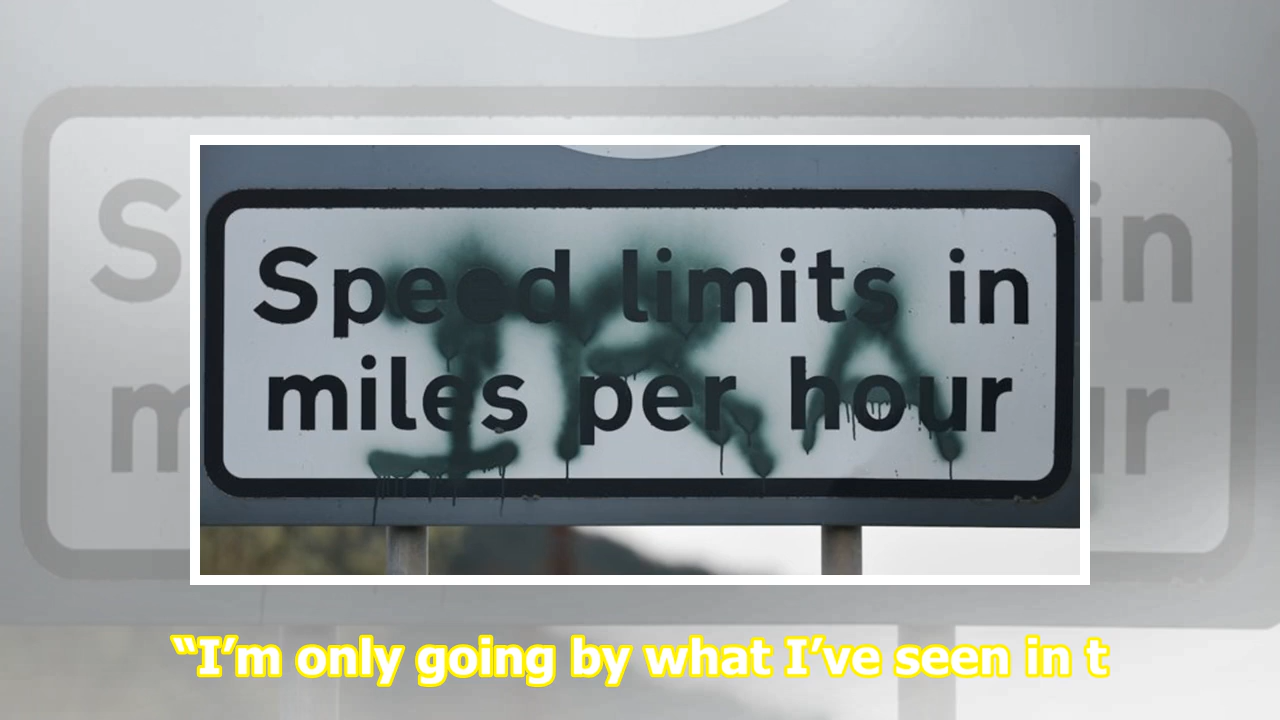 Speed limits in
miles per hour
IRA
“I’m only going by what I’ve seen in t